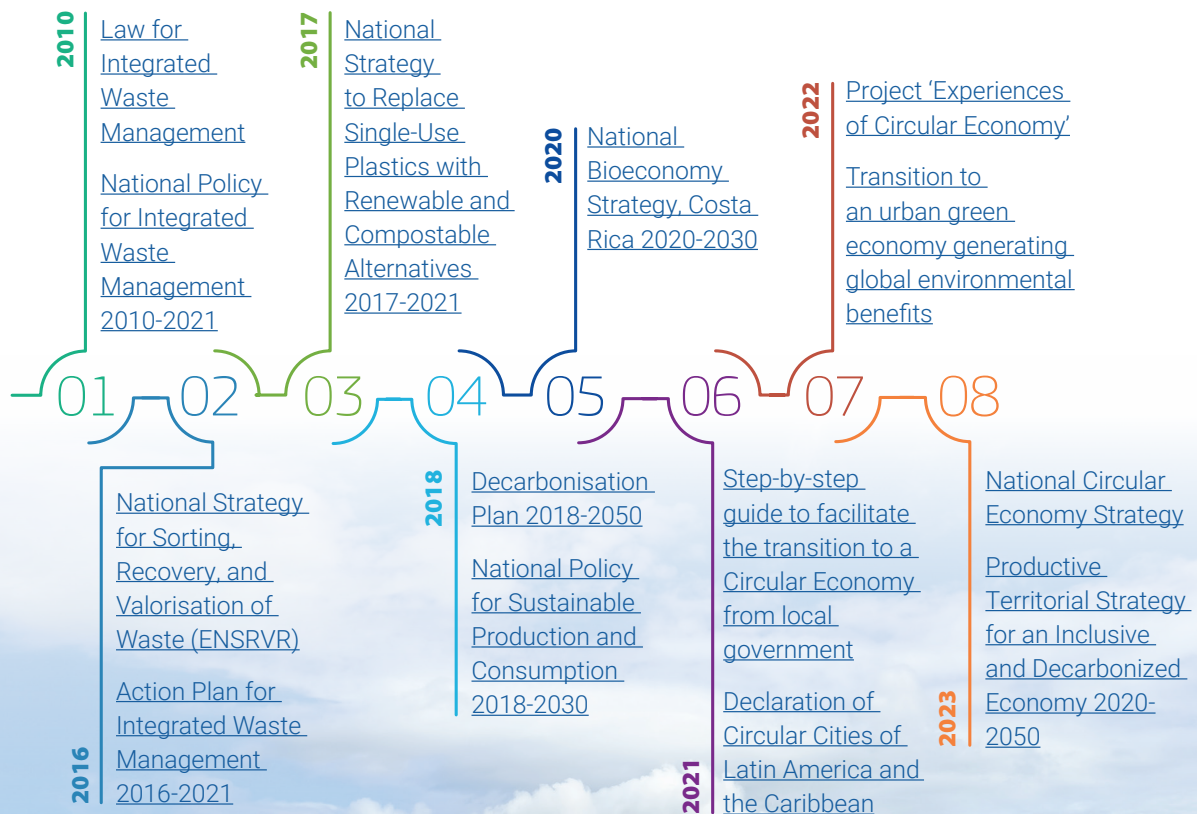 2010
Law for
Integrated
Waste
Management
National Policy
for Integrated
Waste
Management
2010-2021
2017
National
Strategy
to Replace
Single-Use
Plastics with
Renewable and
Compostable
Alternatives
2017-2021
2020
National
Bioeconomy
Strategy, Costa
Rica 2020-2030
2022
Project ‘Experiences
of Circular Economy’
Transition to
an urban green
economy generating
global environmental
benefits
01
02
03
04
05
06
07
08
2016
National Strategy
for Sorting,
Recovery, and
Valorisation of
Waste (ENSRVR)
Action Plan for
Integrated Waste
Management
2016-2021
2018
Decarbonisation
Plan 2018-2050
National Policy
for Sustainable
Production and
Consumption
2018-2030
2021
Step-by-step
guide to facilitate
the transition to a
Circular Economy
from local
government
Declaration of
Circular Cities of
Latin America and
the Caribbean
2023
National Circular
Economy Strategy
Productive
Territorial Strategy
for an Inclusive
and Decarbonized
Economy 2020-
2050